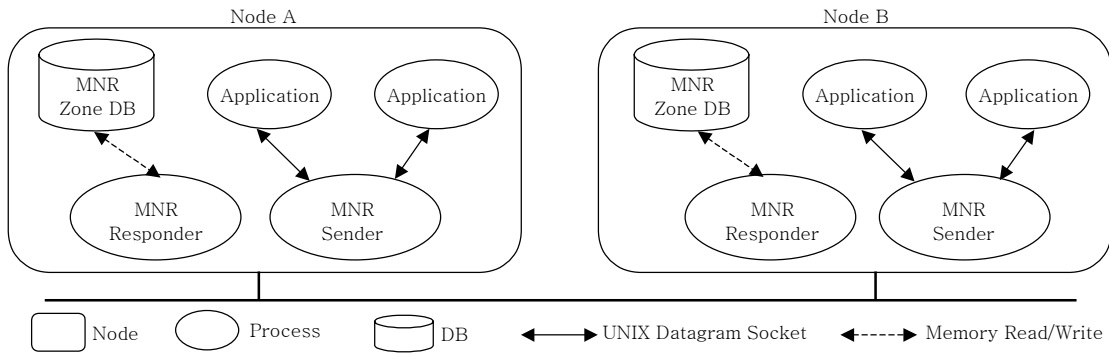 Node A
Node B
MNR
Zone DB
Application
Application
MNR
Responder
MNR
Sender
MNR
Zone DB
Application
Application
MNR
Responder
MNR
Sender
Node
Process
DB
UNIX Datagram Socket
Memory Read/Write